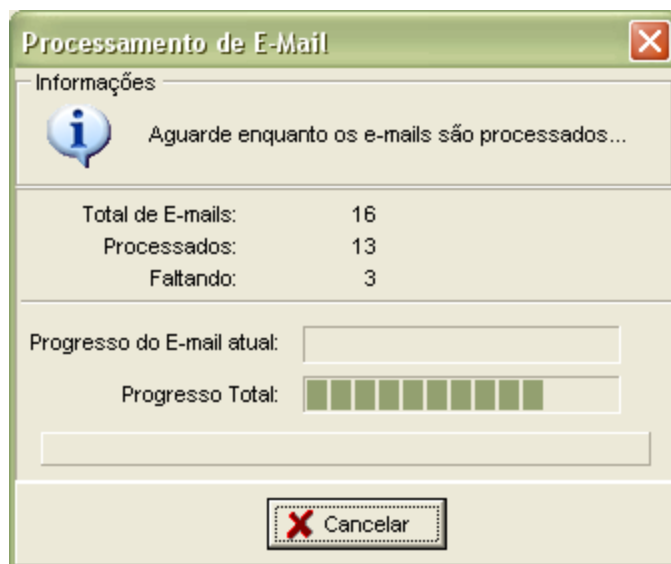 Processamento de E-Mail
Informações
Aguarde enquanto os e-mails são processados...
Total de E-mails: 16
Processados: 13
Faltando: 3
Progresso do E-mail atual:
Progresso Total:
Cancelar